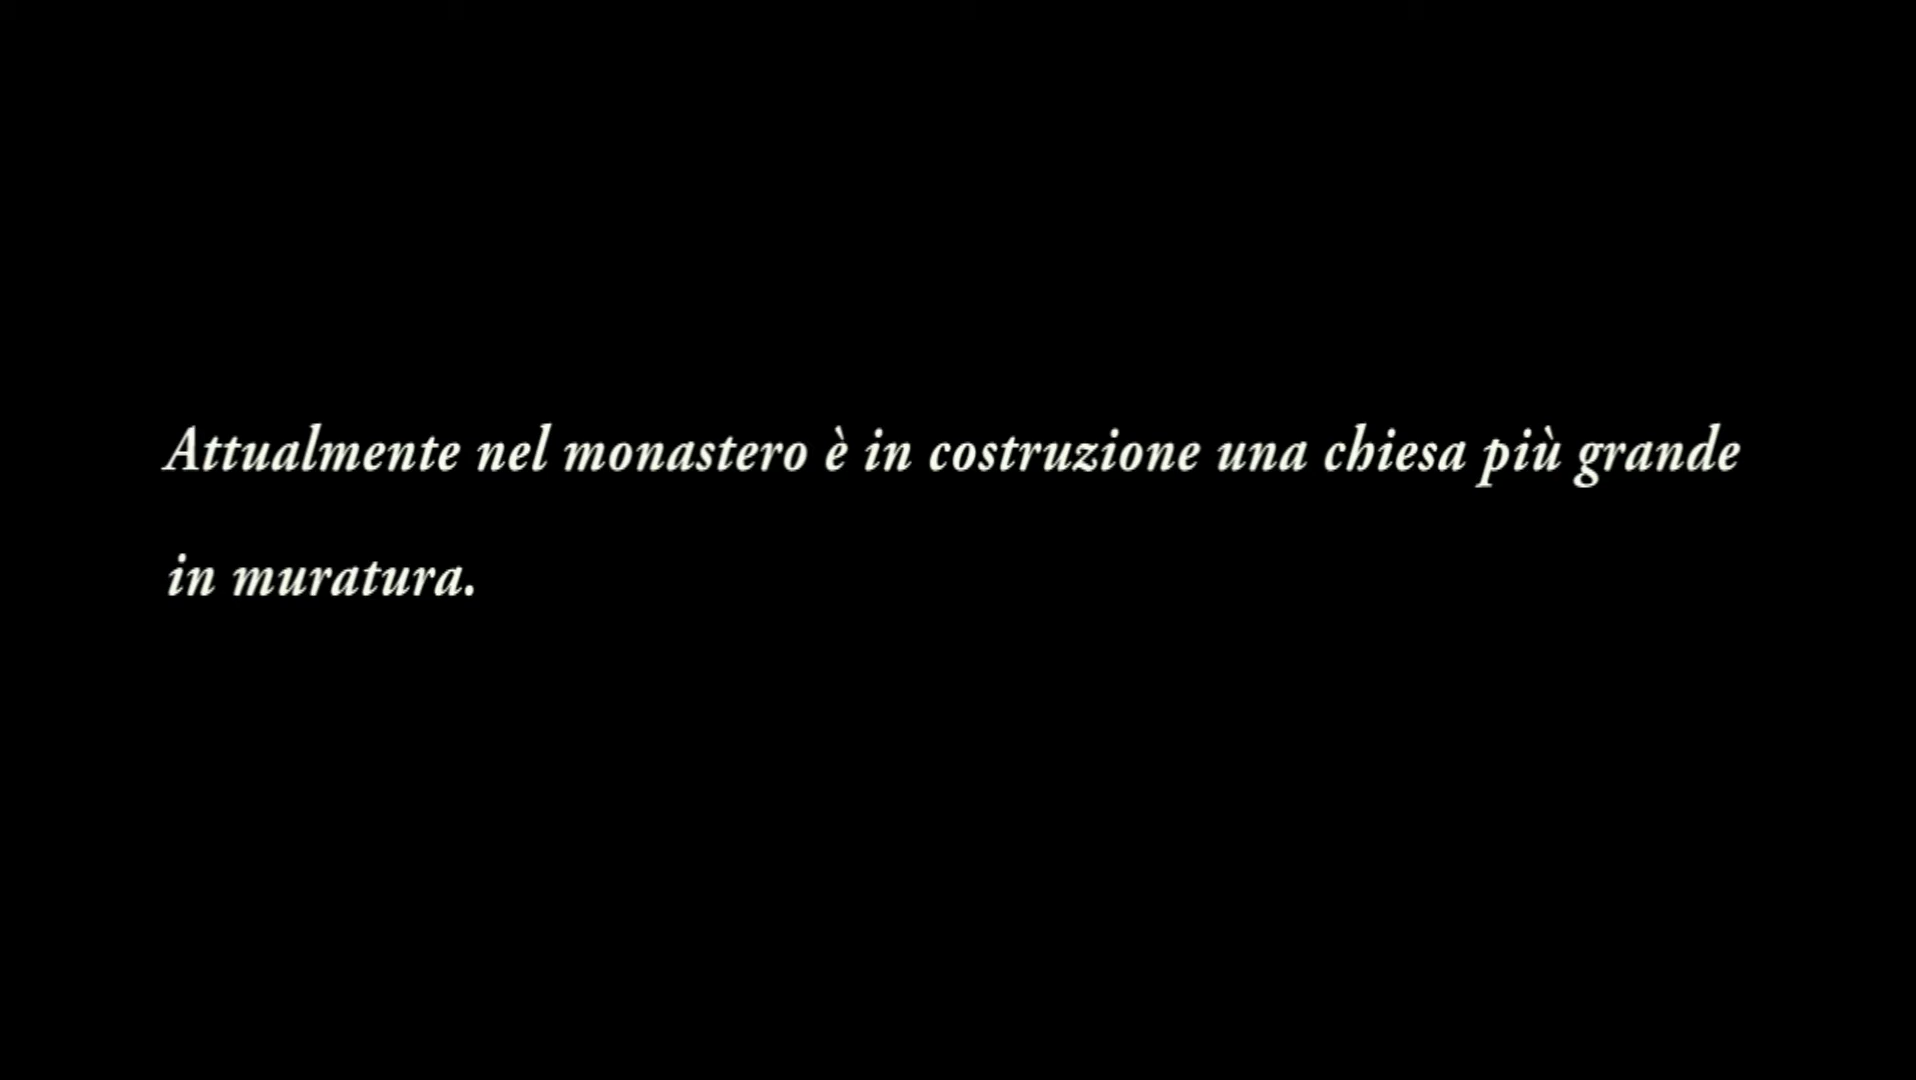 Attualmente nel monastero è in costruzione una chiesa più grande
in muratura.